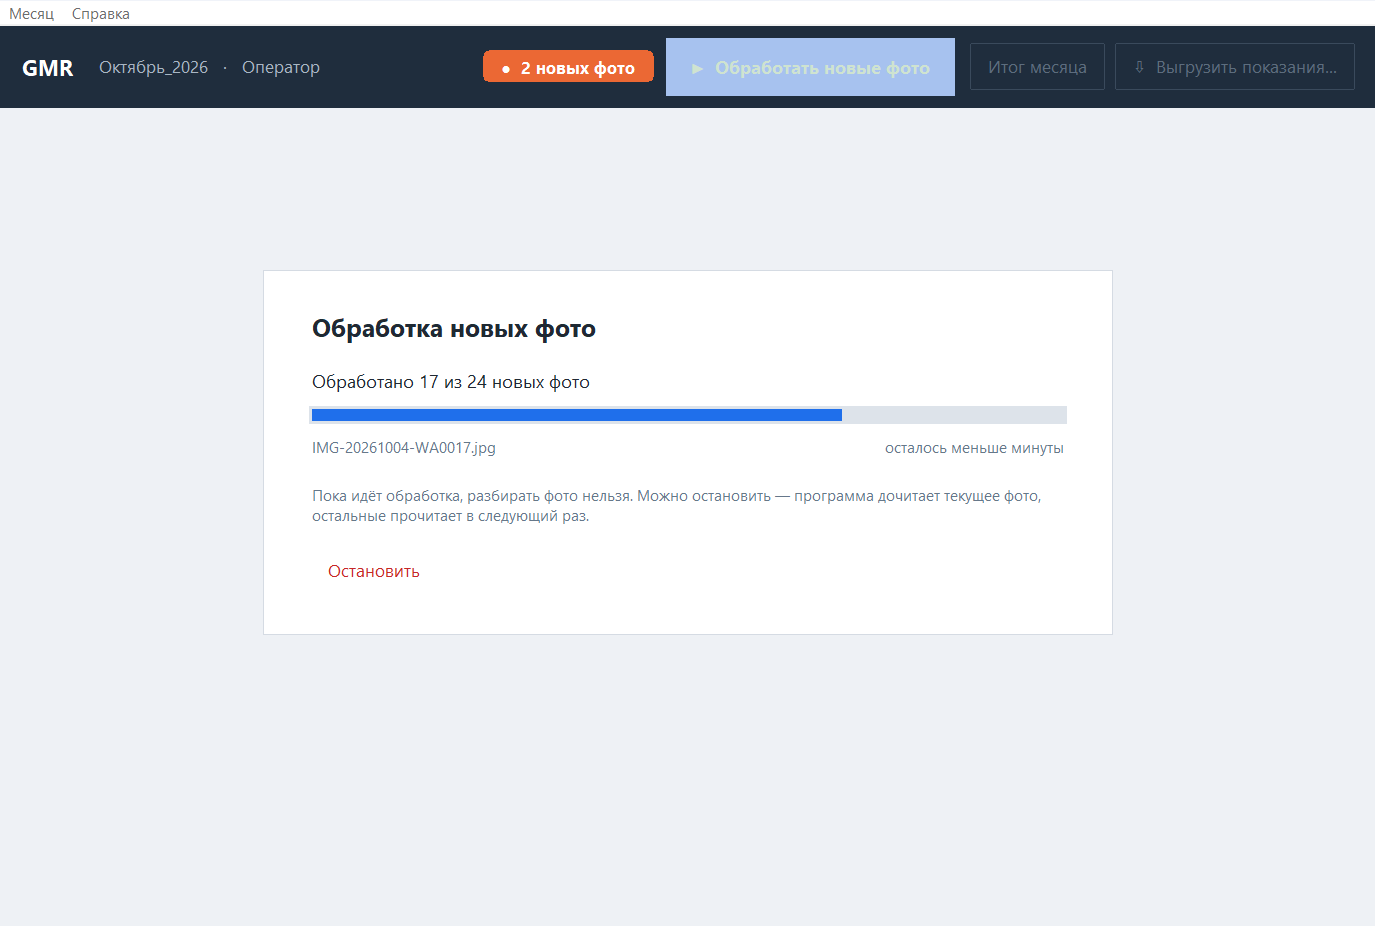 Месяц Справка
GMR Октябрь_2026 · Оператор ● 2 новых фото ► Обработать новые фото Итог месяца ⇩ Выгрузить показания...
Обработка новых фото
Обработано 17 из 24 новых фото
IMG-20261004-WA0017.jpg осталось меньше минуты
Пока идёт обработка, разбирать фото нельзя. Можно остановить — программа дочитает текущее фото,
остальные прочитает в следующий раз.
Остановить